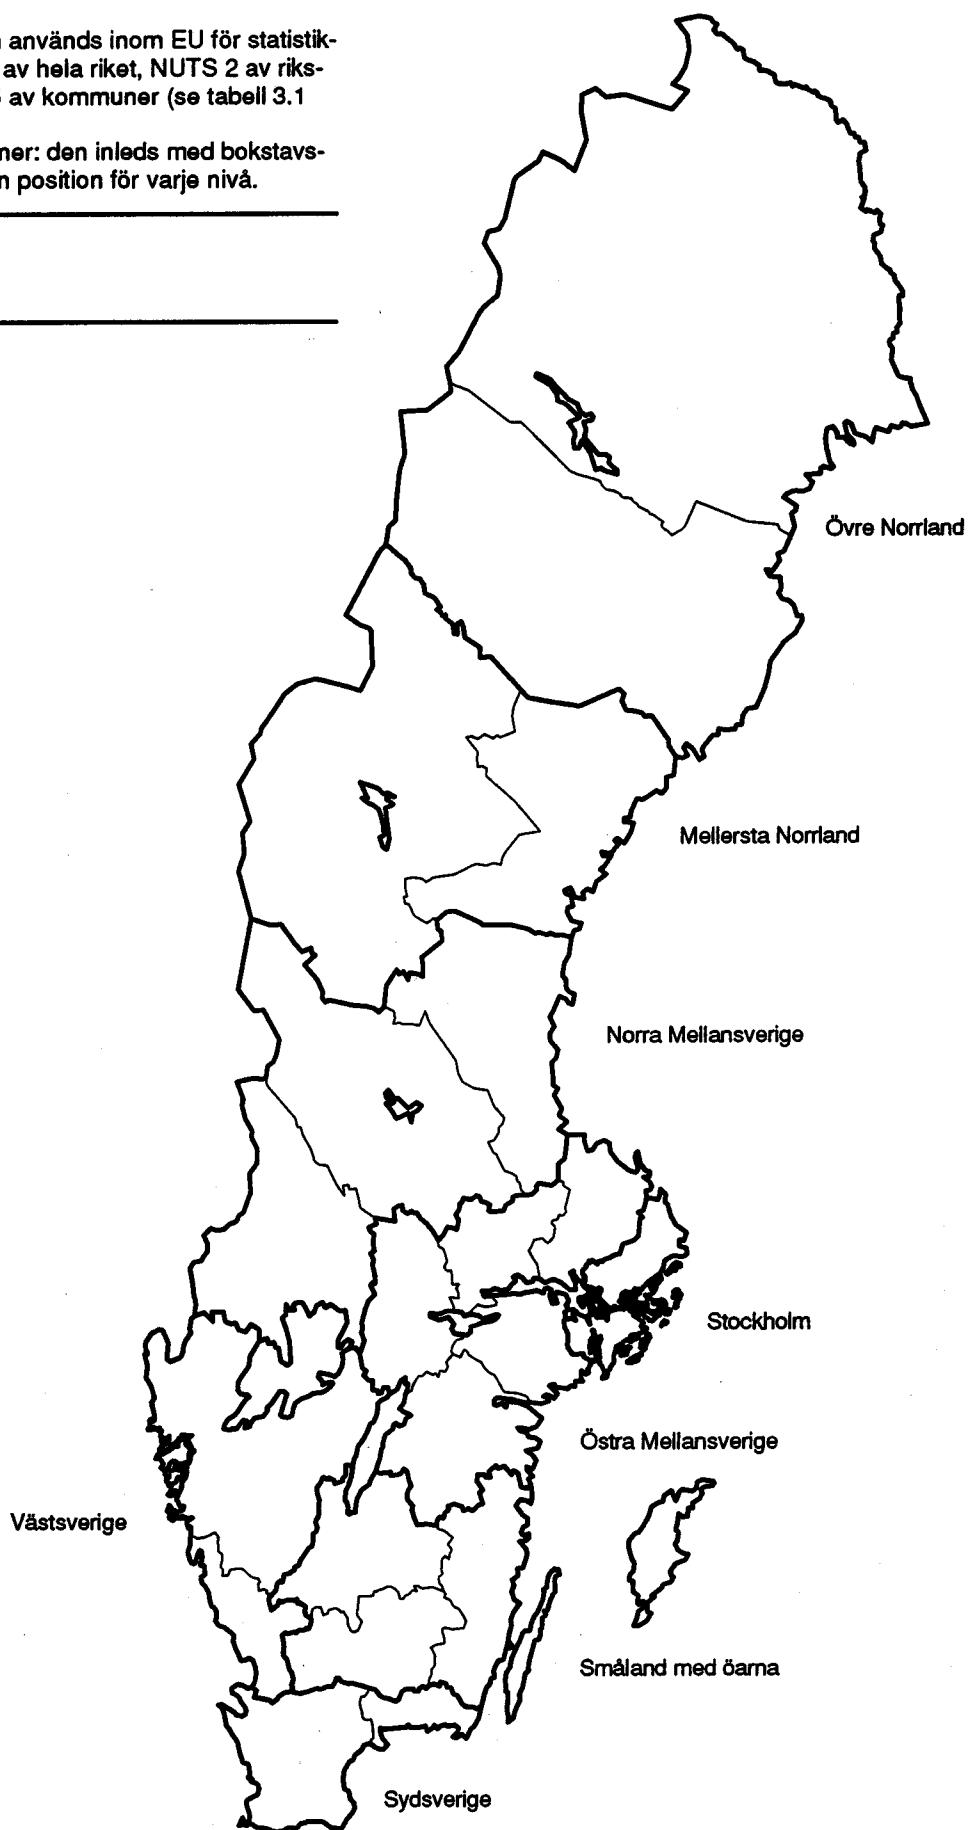 används inom EU för statistik-
av hela riket, NUTS 2 av riks-
av kommuner (se tabell 3.1
ner: den inleds med bokstavs-
n position för varje nivå.
Övre Norrland
Mellersta Norrland
Norra Mellansverige
Stockholm
Östra Mellansverige
Västsverige
Småland med öarna
Sydsverige